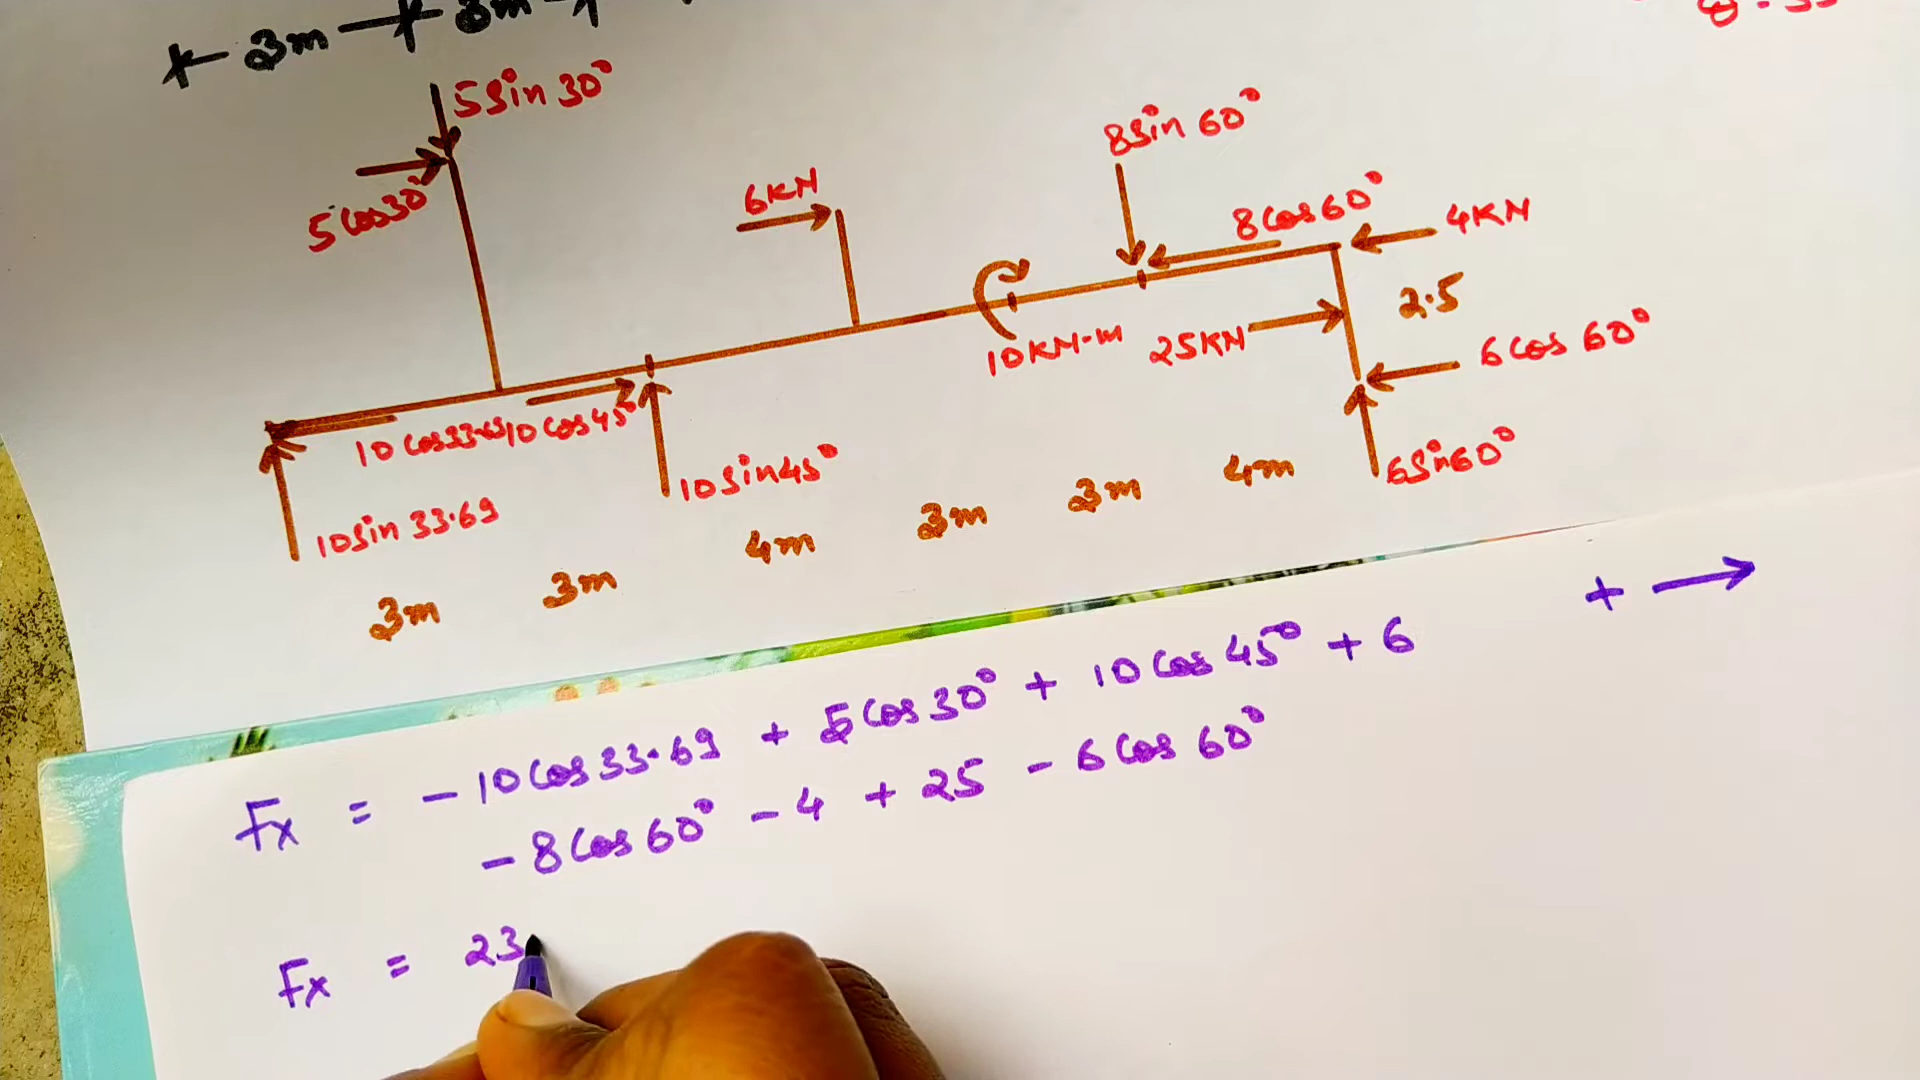 3m 3m
5sin 30°
5cos30°
6KN
8sin 60°
8cos60°
4KN
2.5
10KN-m
25KN
6cos 60°
10cos33.69
10cos45°
10sin45°
6sin60°
10sin 33.69
3m 3m 4m 3m 3m 4m
+ →
Fx = - 10cos33.69 + 5cos30° + 10cos45° + 6
- 8cos60° - 4 + 25 - 6cos 60°
Fx = 23